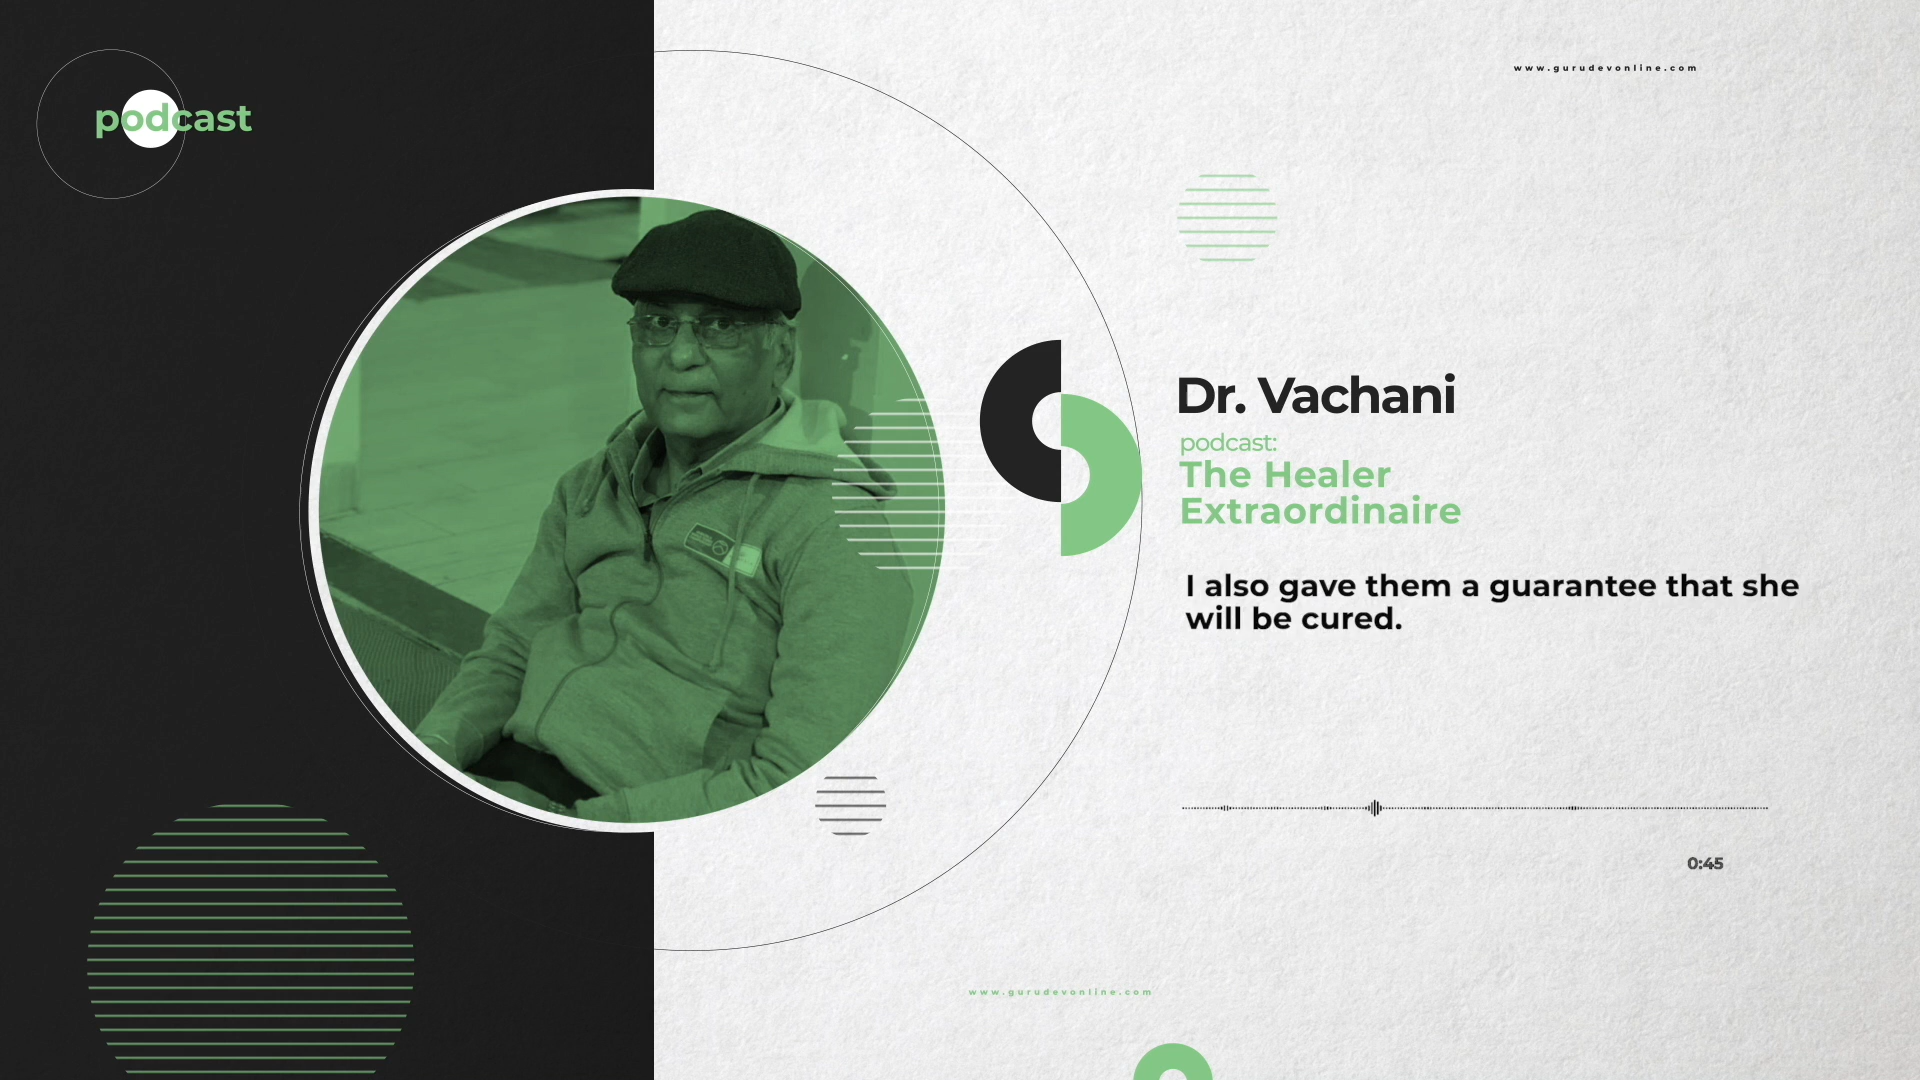 podcast
www.gurudevonline.com
Dr. Vachani
podcast:
The Healer
Extraordinaire
I also gave them a guarantee that she
will be cured.
0:45
www.gurudevonline.com